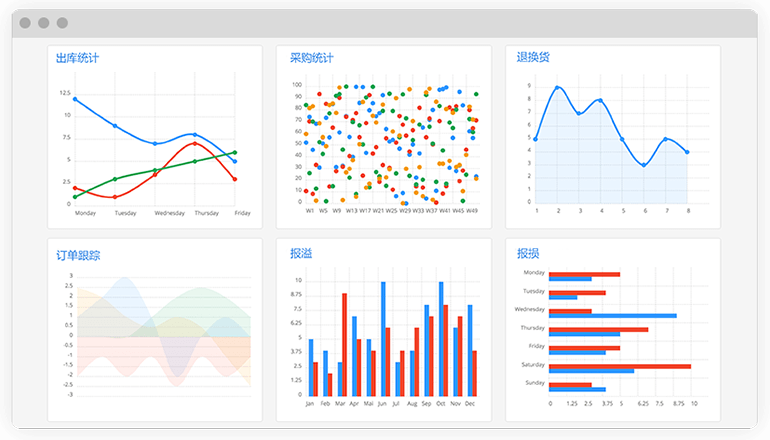 出库统计
12.5
10
7.5
5
2.5
0
Monday Tuesday Wednesday Thursday Friday
采购统计
100
90
80
70
60
50
40
30
20
10
0
W1 W5 W9 W13 W17 W21 W25 W29 W33 W37 W41 W45 W49
退换货
9
8
7
6
5
4
3
2
1
0
1 2 3 4 5 6 7 8
订单跟踪
3
2.5
2
1.5
1
0.5
0
-0.5
-1
-1.5
-2
-2.5
-3
报溢
10
8.75
7.5
6.25
5
3.75
2.5
1.25
0
Jan Feb Mar Apr Mai Jun Jul Aug Sep Oct Nov Dec
报损
Monday
Tuesday
Wednesday
Thursday
Friday
Saturday
Sunday
0 1.25 2.5 3.75 5 6.25 7.5 8.75 10